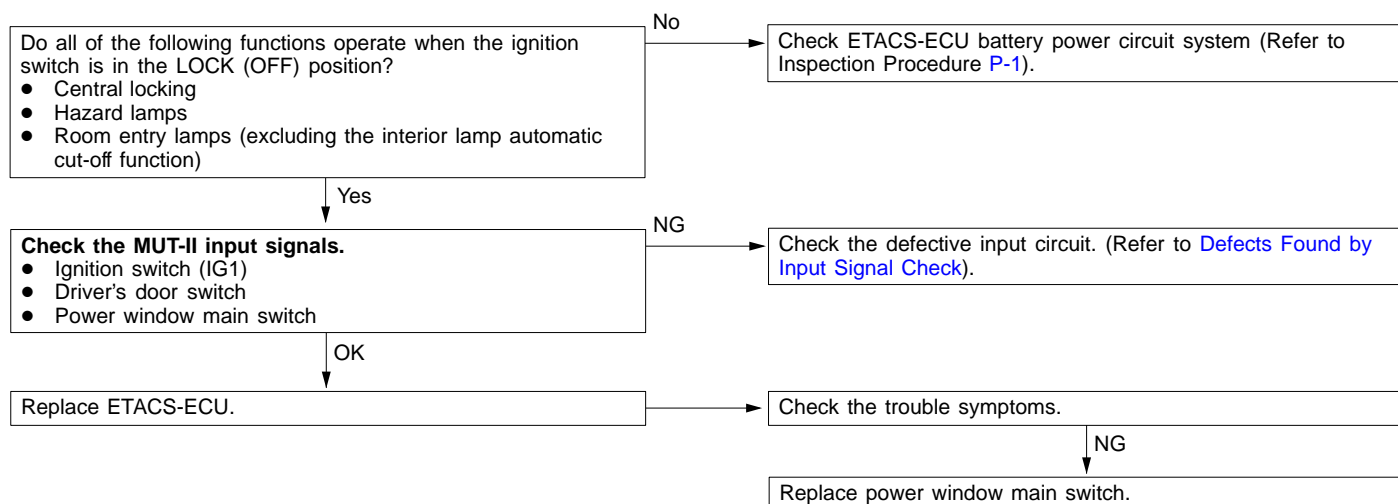 Do all of the following functions operate when the ignition
switch is in the LOCK (OFF) position?
● Central locking
● Hazard lamps
● Room entry lamps (excluding the interior lamp automatic
cut-off function)
No
Check ETACS-ECU battery power circuit system (Refer to
Inspection Procedure P-1).
Yes
Check the MUT-II input signals.
● Ignition switch (IG1)
● Driver's door switch
● Power window main switch
NG
Check the defective input circuit. (Refer to Defects Found by
Input Signal Check).
OK
Replace ETACS-ECU.
Check the trouble symptoms.
NG
Replace power window main switch.